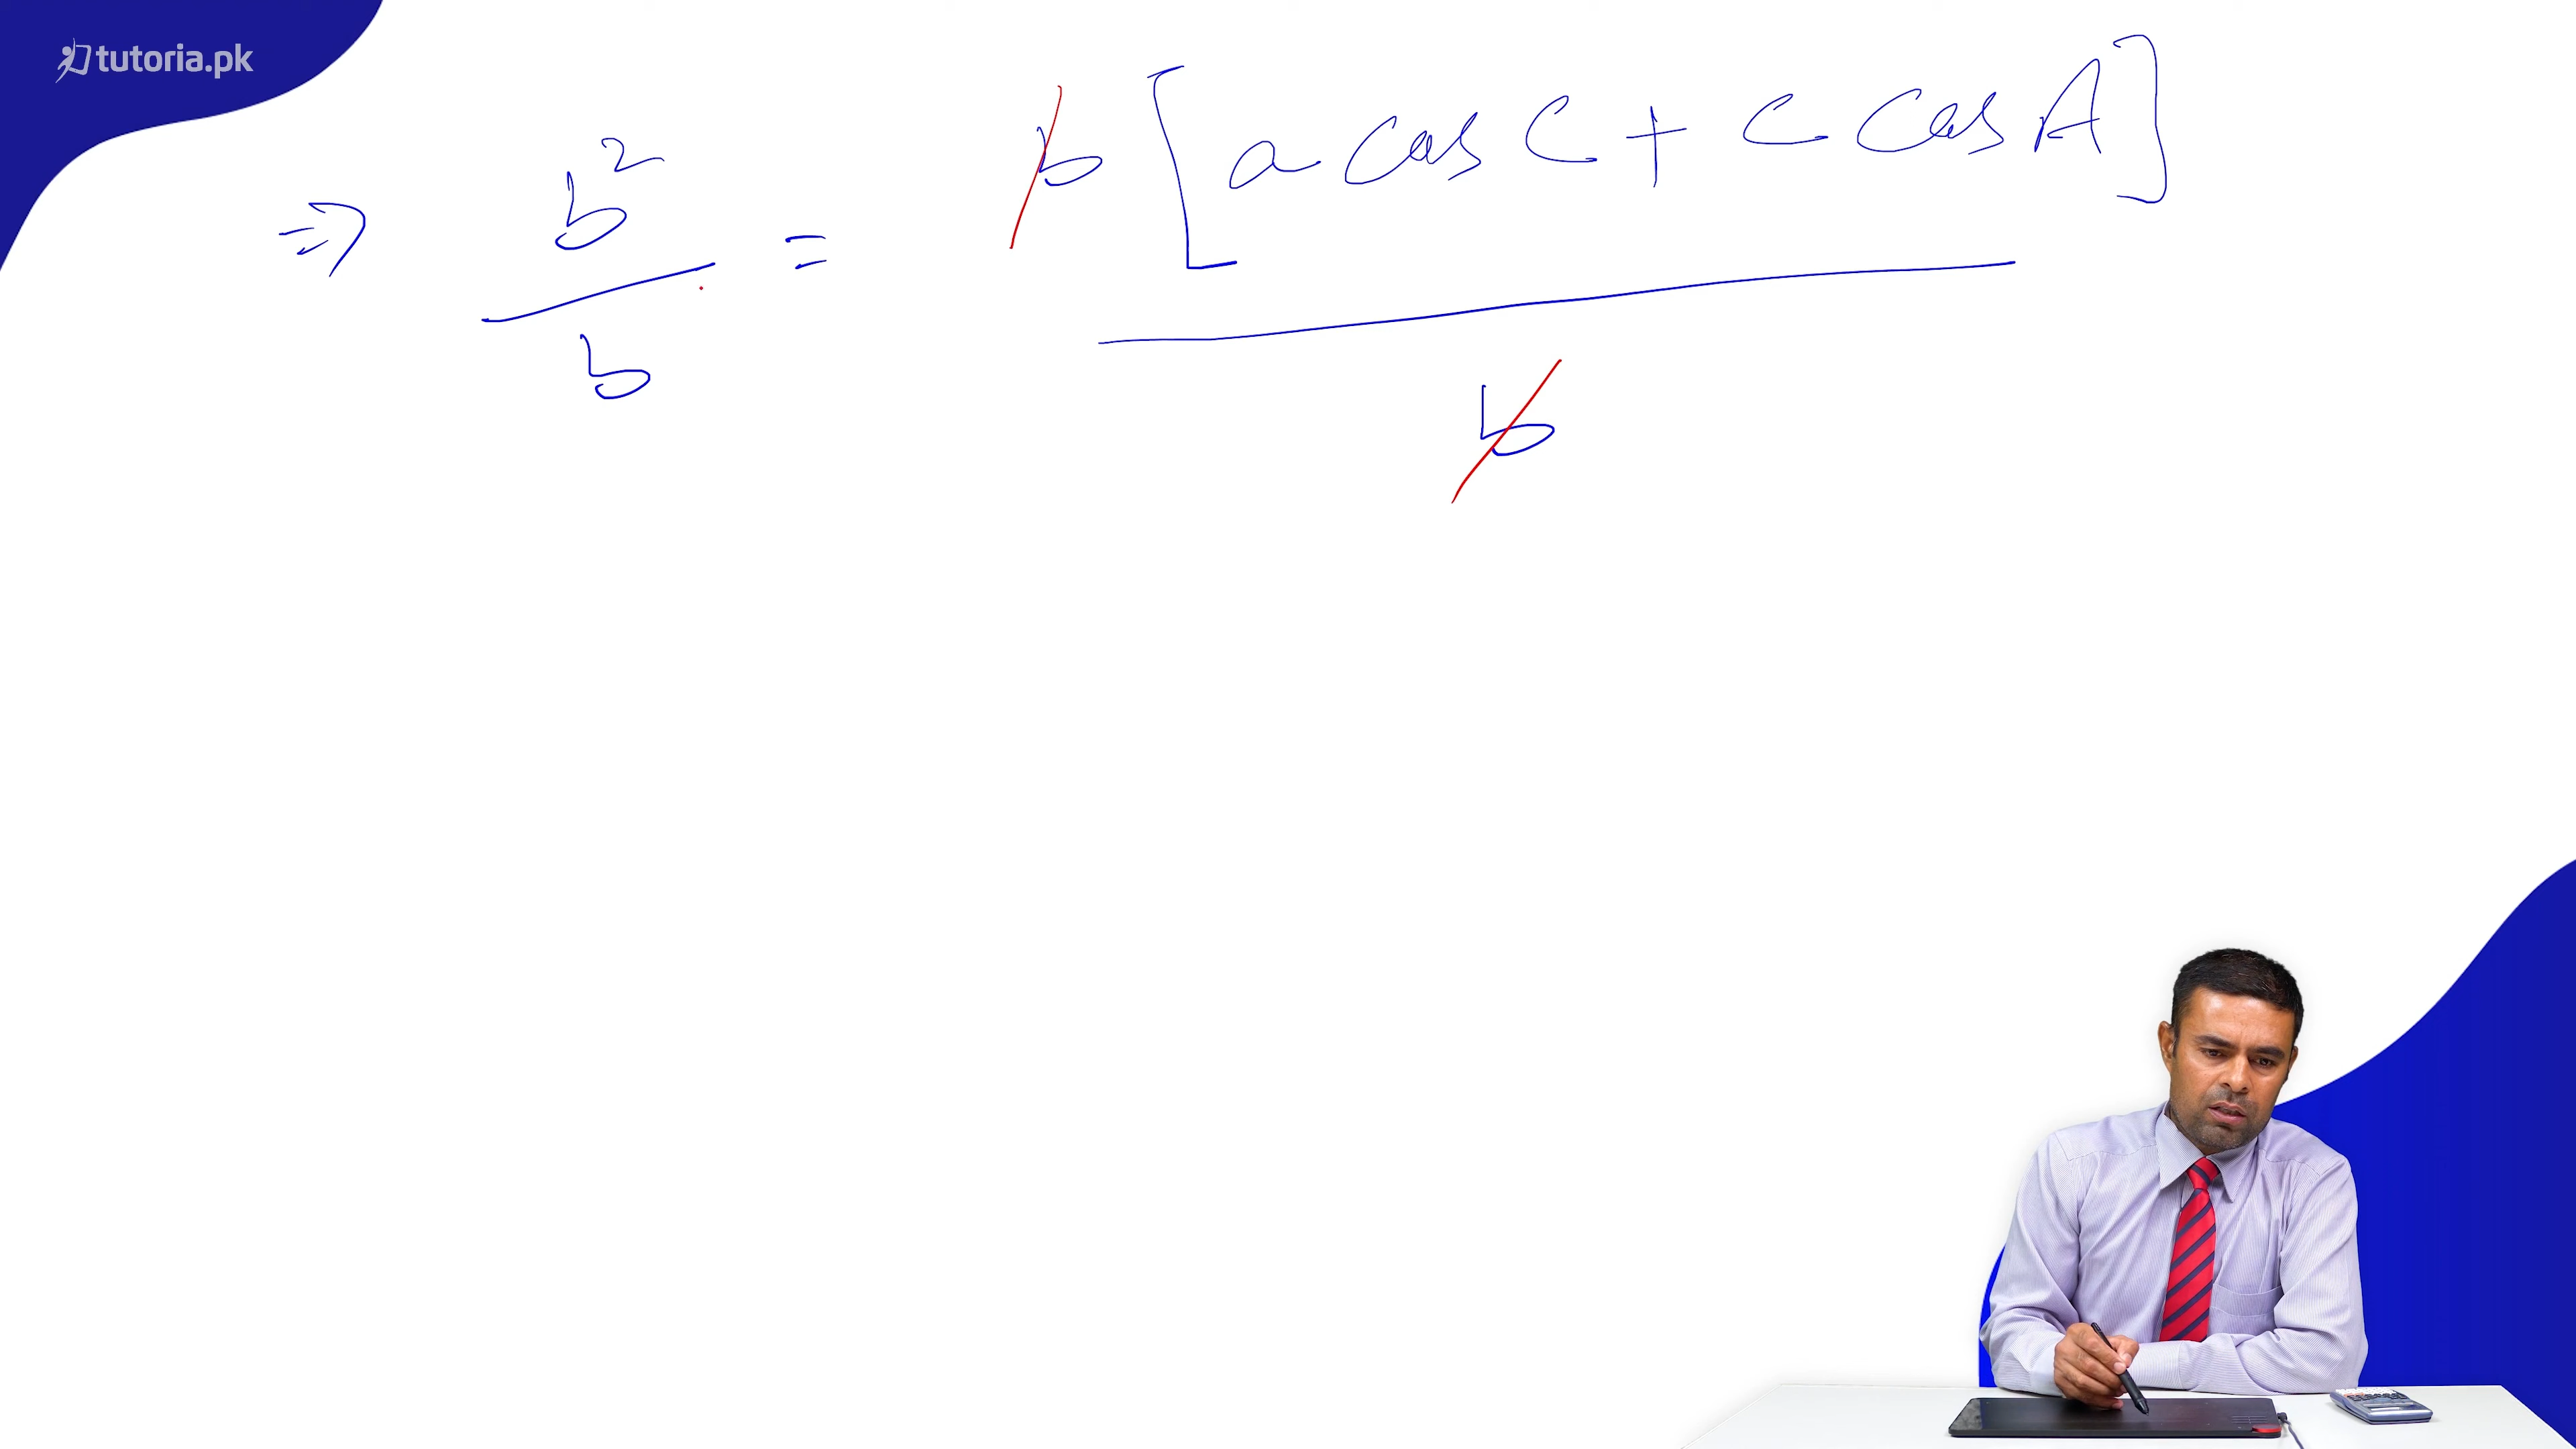 tutoria.pk
⇒ b²/b = b[a cos C + c cos A]/b